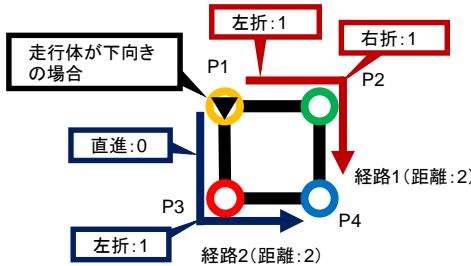 左折:1
右折:1
走行体が下向き
の場合
P1
P2
直進:0
経路1(距離:2)
P3
P4
左折:1
経路2(距離:2)